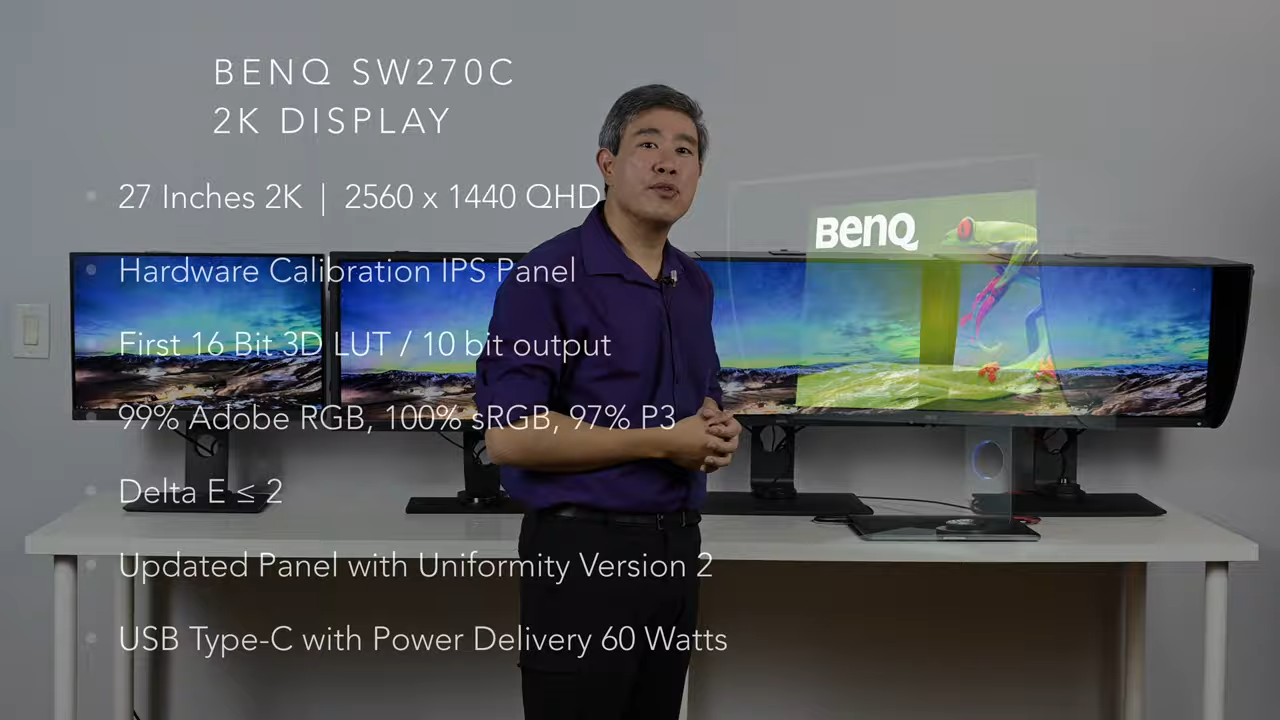 BENQ SW270C
2K DISPLAY
27 Inches 2K | 2560 x 1440 QHD
BenQ
Hardware Calibration IPS Panel
First 16 Bit 3D LUT / 10 bit output
99% Adobe RGB, 100% sRGB, 97% P3
Delta E ≤ 2
Updated Panel with Uniformity Version 2
USB Type-C with Power Delivery 60 Watts